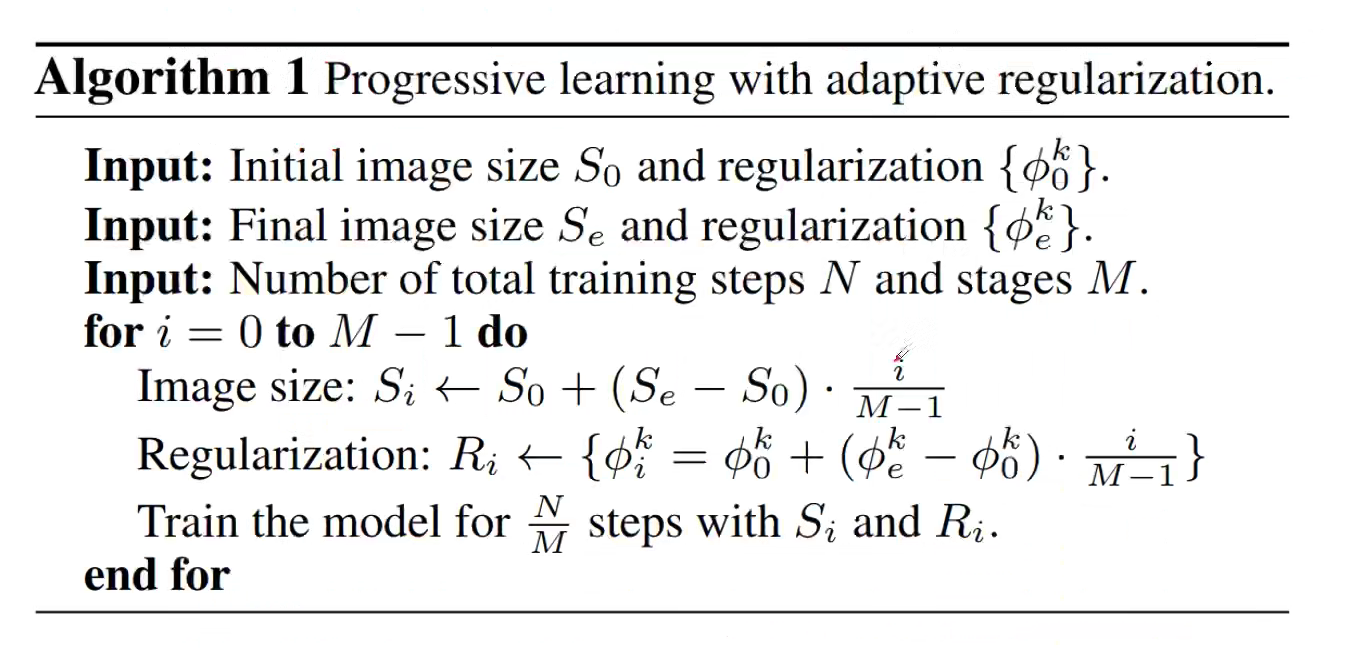 Algorithm 1 Progressive learning with adaptive regularization.
Input: Initial image size $S_0$ and regularization $\{\phi_0^k\}$.
Input: Final image size $S_e$ and regularization $\{\phi_e^k\}$.
Input: Number of total training steps $N$ and stages $M$.
for $i = 0$ to $M - 1$ do
Image size: $S_i \leftarrow S_0 + (S_e - S_0) \cdot \frac{i}{M-1}$
Regularization: $R_i \leftarrow \{\phi_i^k = \phi_0^k + (\phi_e^k - \phi_0^k) \cdot \frac{i}{M-1}\}$
Train the model for $\frac{N}{M}$ steps with $S_i$ and $R_i$.
end for